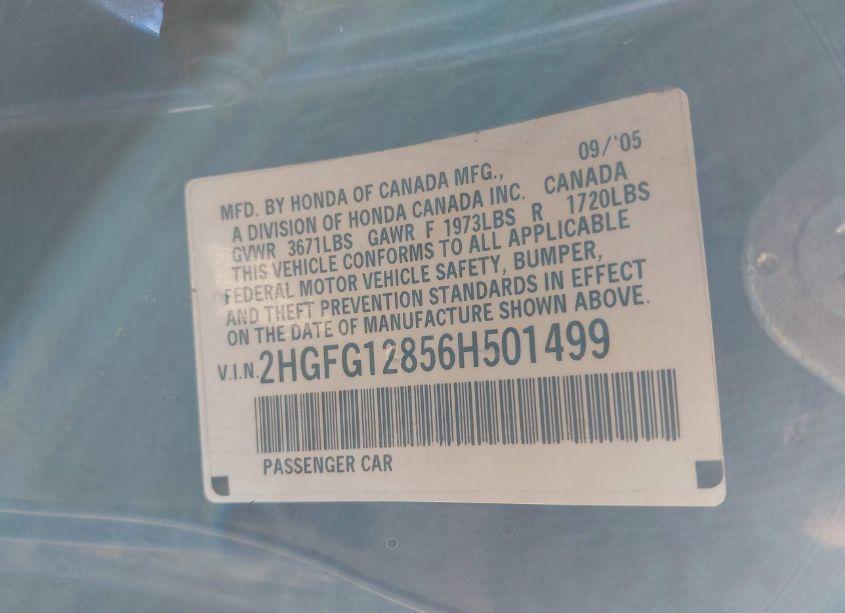 09/'05
MFD. BY HONDA OF CANADA MFG.,
A DIVISION OF HONDA CANADA INC. CANADA
GVWR 3671LBS GAWR F 1973LBS R 1720LBS
THIS VEHICLE CONFORMS TO ALL APPLICABLE
FEDERAL MOTOR VEHICLE SAFETY, BUMPER,
AND THEFT PREVENTION STANDARDS IN EFFECT
ON THE DATE OF MANUFACTURE SHOWN ABOVE.
V.I.N. 2HGFG12856H501499
PASSENGER CAR